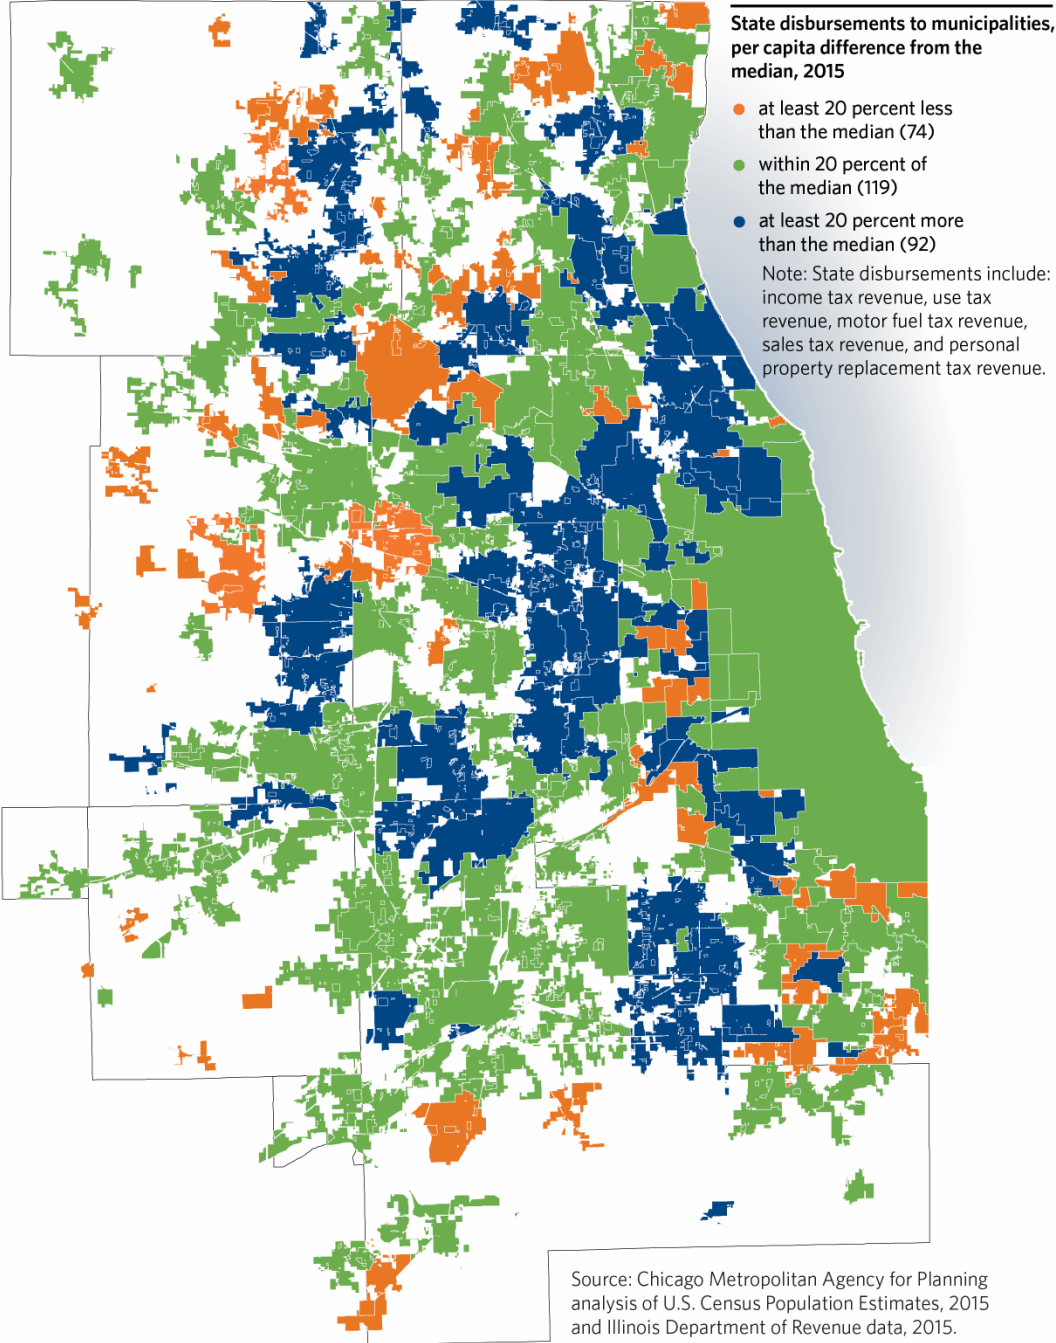 State disbursements to municipalities,
per capita difference from the
median, 2015
at least 20 percent less
than the median (74)
within 20 percent of
the median (119)
at least 20 percent more
than the median (92)
Note: State disbursements include:
income tax revenue, use tax
revenue, motor fuel tax revenue,
sales tax revenue, and personal
property replacement tax revenue.
Source: Chicago Metropolitan Agency for Planning
analysis of U.S. Census Population Estimates, 2015
and Illinois Department of Revenue data, 2015.